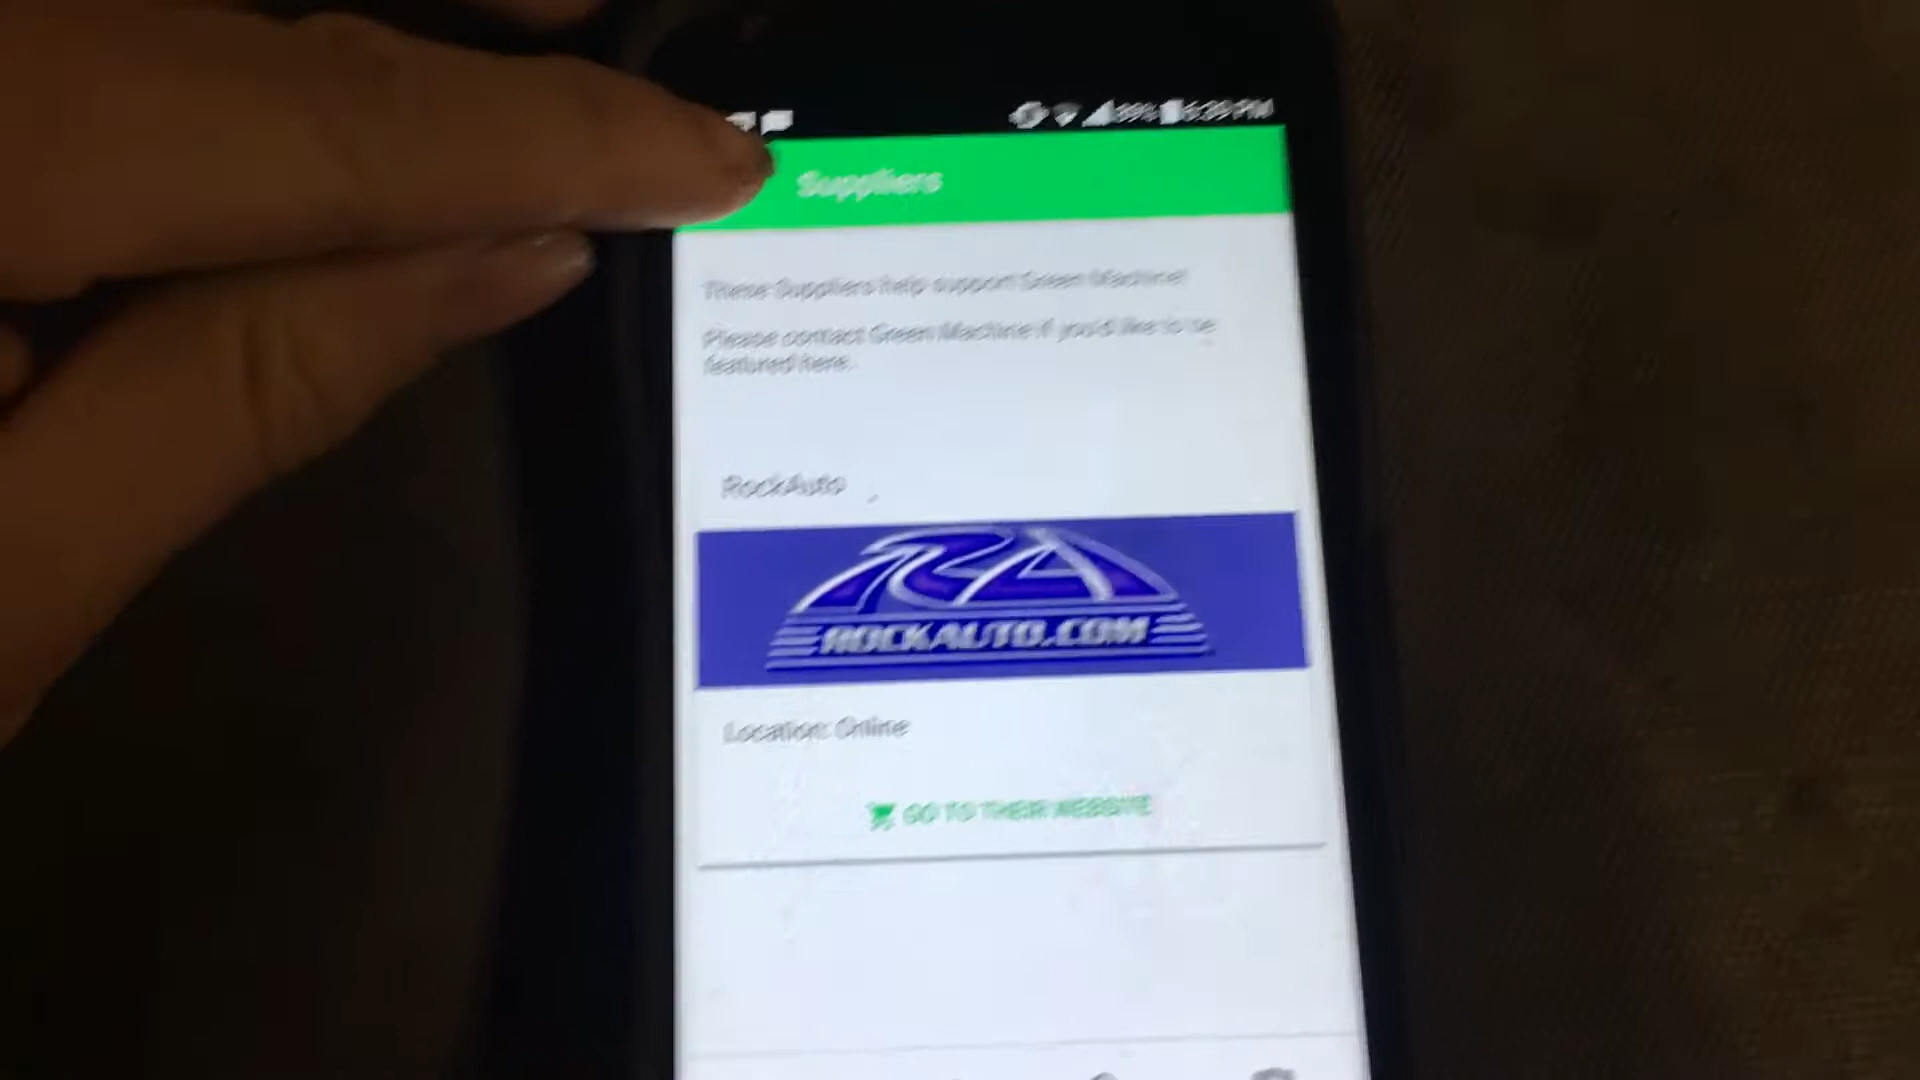 Suppliers
These Suppliers help support Green Machine!
Please contact Green Machine if you'd like to be
featured here.
RockAuto
RA
ROCKAUTO.COM
Location: Online
GO TO THEIR WEBSITE